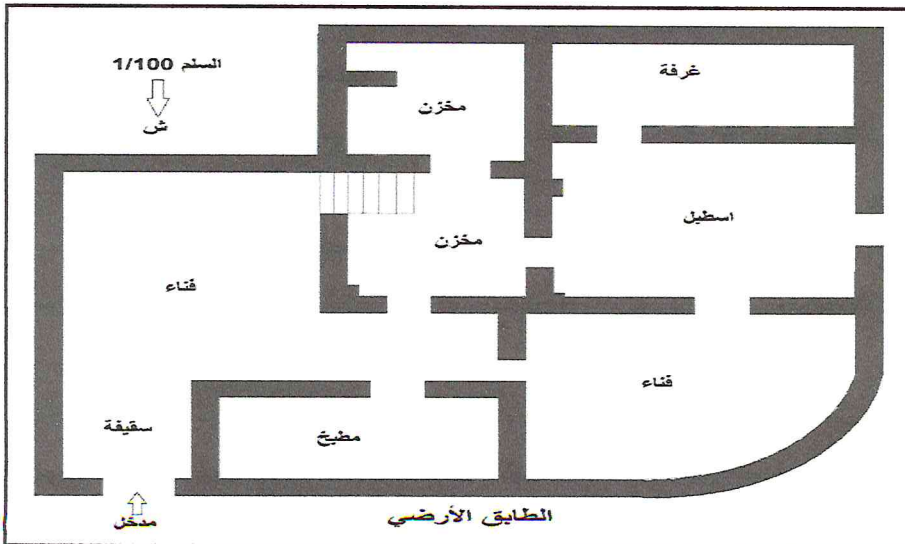 السلم 1/100
ش
غرفة
مخزن
اسطبل
مخزن
فناء
فناء
سقيفة
مطبخ
مدخل
الطابق الأرضي